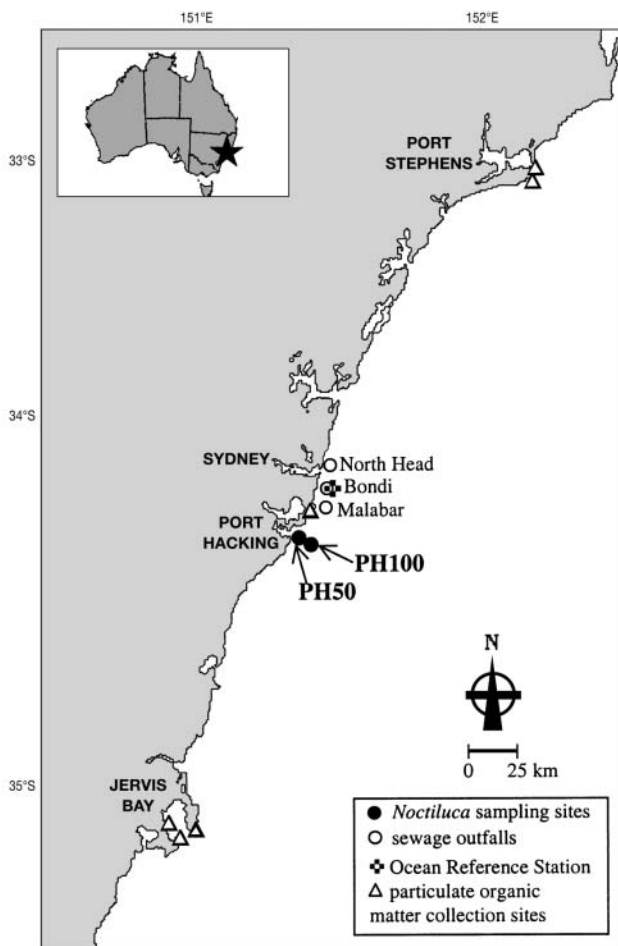 151°E
152°E
33°S
PORT
STEPHENS
34°S
SYDNEY
North Head
Bondi
Malabar
PORT
HACKING
PH100
PH50
N
0 25 km
35°S
JERVIS
BAY
Noctiluca sampling sites
sewage outfalls
Ocean Reference Station
particulate organic
matter collection sites